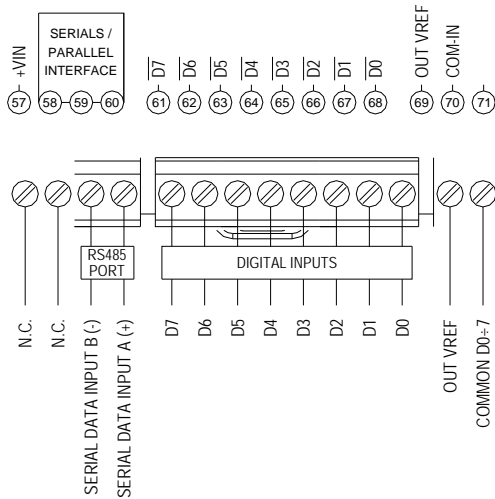 +VIN
SERIALS /
PARALLEL
INTERFACE
D7
D6
D5
D4
D3
D2
D1
D0
OUT VREF
COM-IN
57
58
59
60
61
62
63
64
65
66
67
68
69
70
71
RS485
PORT
DIGITAL INPUTS
N.C.
N.C.
SERIAL DATA INPUT B (-)
SERIAL DATA INPUT A (+)
D7
D6
D5
D4
D3
D2
D1
D0
OUT VREF
COMMON D0÷7